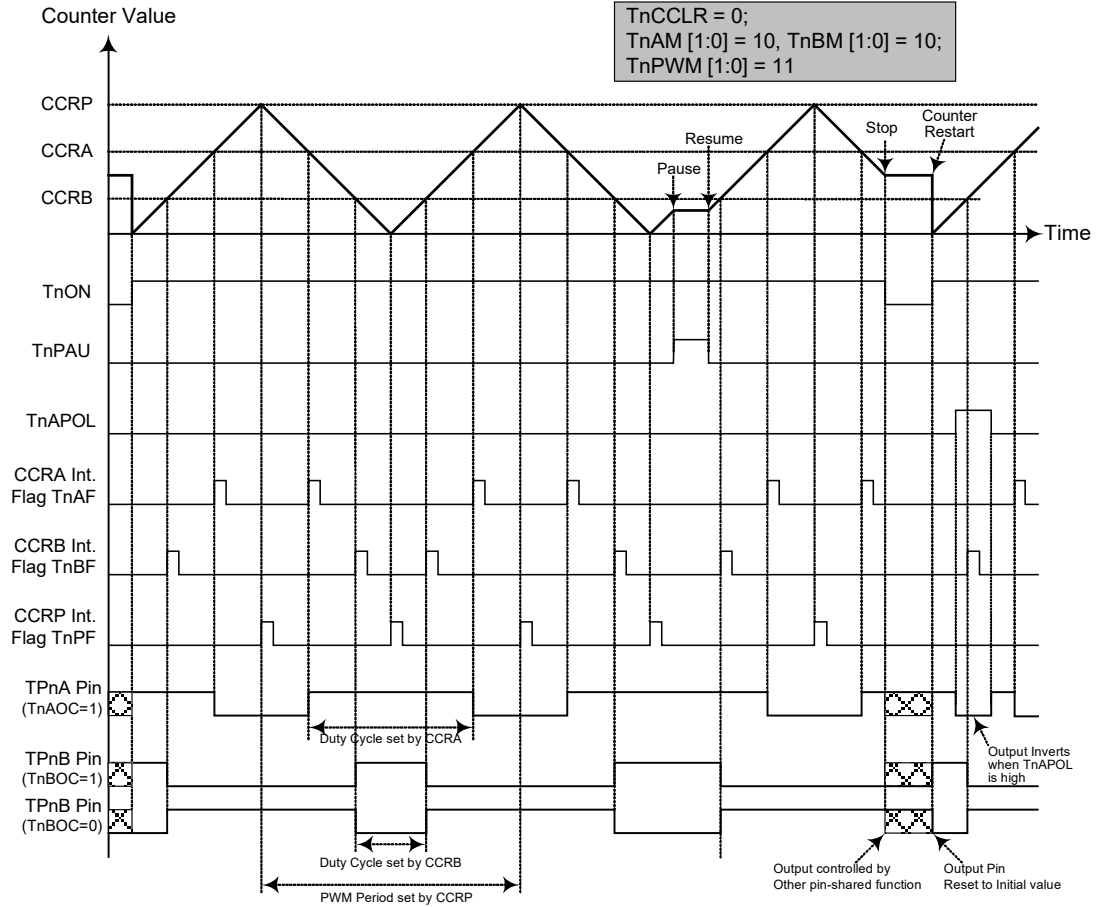 Counter Value
TnCCLR = 0;
TnAM [1:0] = 10, TnBM [1:0] = 10;
TnPWM [1:0] = 11
CCRP
CCRA
CCRB
Pause
Resume
Stop
Counter
Restart
Time
TnON
TnPAU
TnAPOL
CCRA Int.
Flag TnAF
CCRB Int.
Flag TnBF
CCRP Int.
Flag TnPF
TPnA Pin
(TnAOC=1)
Duty Cycle set by CCRA
Output Inverts
when TnAPOL
is high
TPnB Pin
(TnBOC=1)
TPnB Pin
(TnBOC=0)
Duty Cycle set by CCRB
PWM Period set by CCRP
Output controlled by
Other pin-shared function
Output Pin
Reset to Initial value